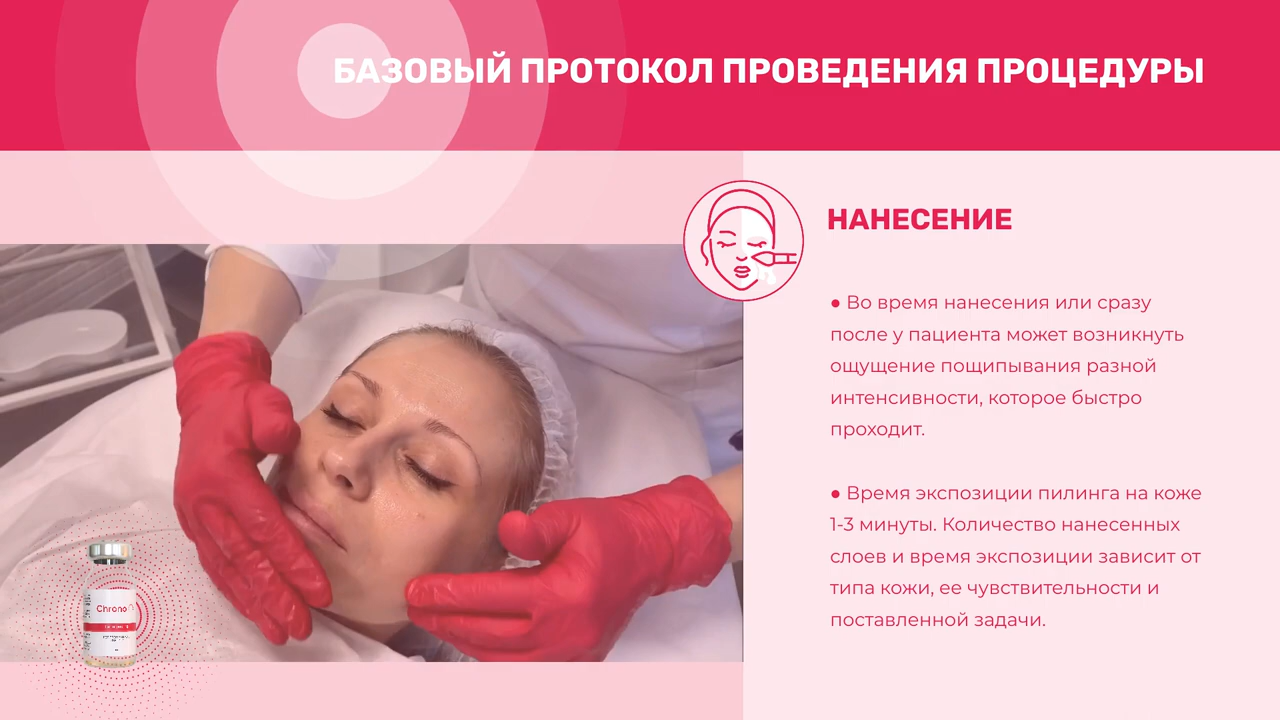 БАЗОВЫЙ ПРОТОКОЛ ПРОВЕДЕНИЯ ПРОЦЕДУРЫ
НАНЕСЕНИЕ
● Во время нанесения или сразу
после у пациента может возникнуть
ощущение пощипывания разной
интенсивности, которое быстро
проходит.
● Время экспозиции пилинга на коже
1-3 минуты. Количество нанесенных
слоев и время экспозиции зависит от
типа кожи, ее чувствительности и
поставленной задачи.
Chrono